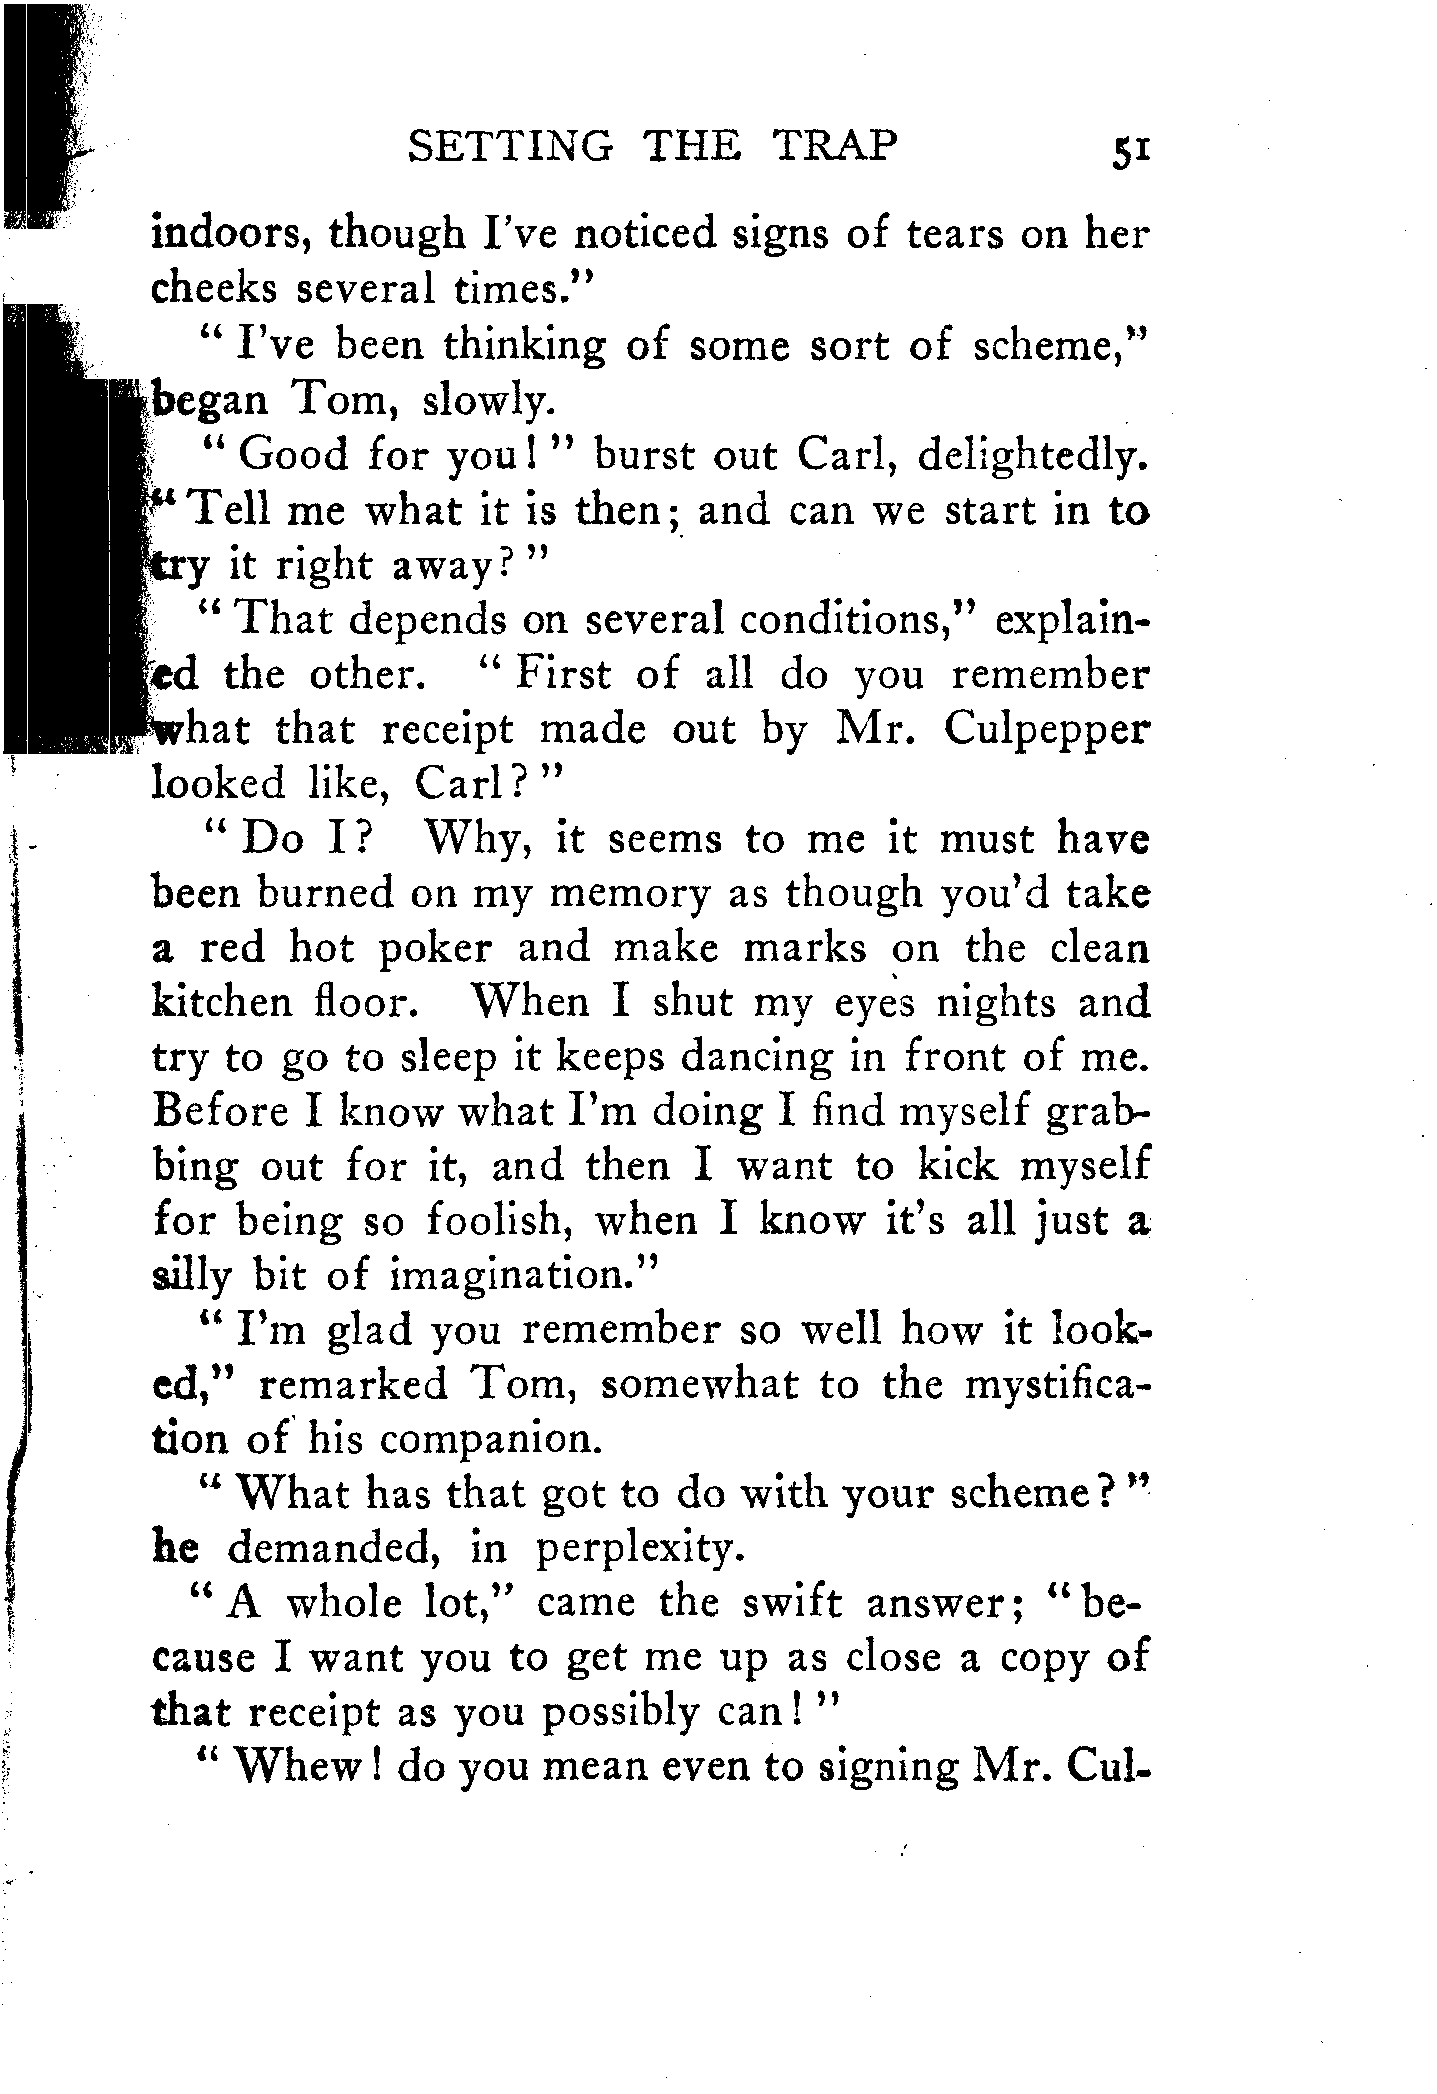 SETTING THE TRAP 51
indoors, though I've noticed signs of tears on her
cheeks several times."
" I've been thinking of some sort of scheme,"
began Tom, slowly.
" Good for you! " burst out Carl, delightedly.
" Tell me what it is then; and can we start in to
try it right away? "
" That depends on several conditions," explain-
ed the other. " First of all do you remember
what that receipt made out by Mr. Culpepper
looked like, Carl? "
" Do I? Why, it seems to me it must have
been burned on my memory as though you'd take
a red hot poker and make marks on the clean
kitchen floor. When I shut my eyes nights and
try to go to sleep it keeps dancing in front of me.
Before I know what I'm doing I find myself grab-
bing out for it, and then I want to kick myself
for being so foolish, when I know it's all just a
silly bit of imagination."
" I'm glad you remember so well how it look-
ed," remarked Tom, somewhat to the mystifica-
tion of his companion.
" What has that got to do with your scheme? "
he demanded, in perplexity.
" A whole lot," came the swift answer; " be-
cause I want you to get me up as close a copy of
that receipt as you possibly can! "
" Whew! do you mean even to signing Mr. Cul-